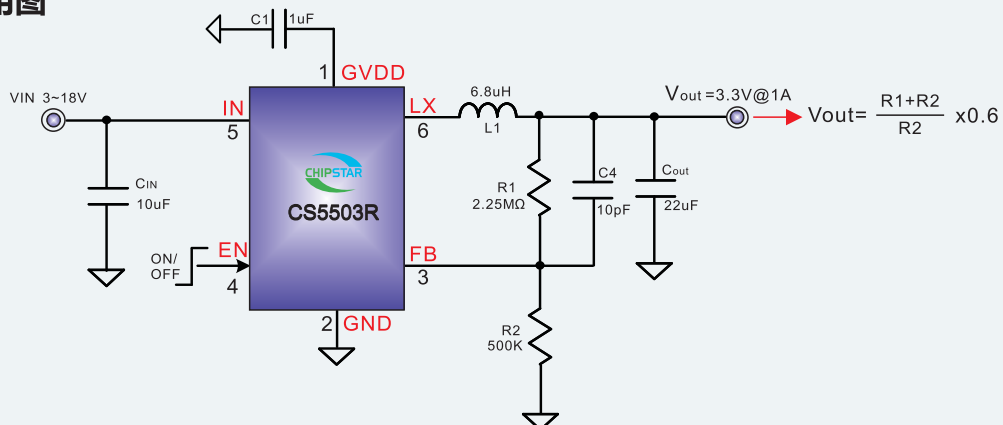 用图
C1
1uF
1
GVDD
VIN 3~18V
IN
5
LX
6
6.8uH
L1
Vout =3.3V@1A
Vout= R1+R2
R2
x0.6
CIN
10uF
CHIPSTAR
CS5503R
R1
2.25MΩ
C4
10pF
Cout
22uF
ON/
OFF
EN
4
FB
3
2
GND
R2
500K